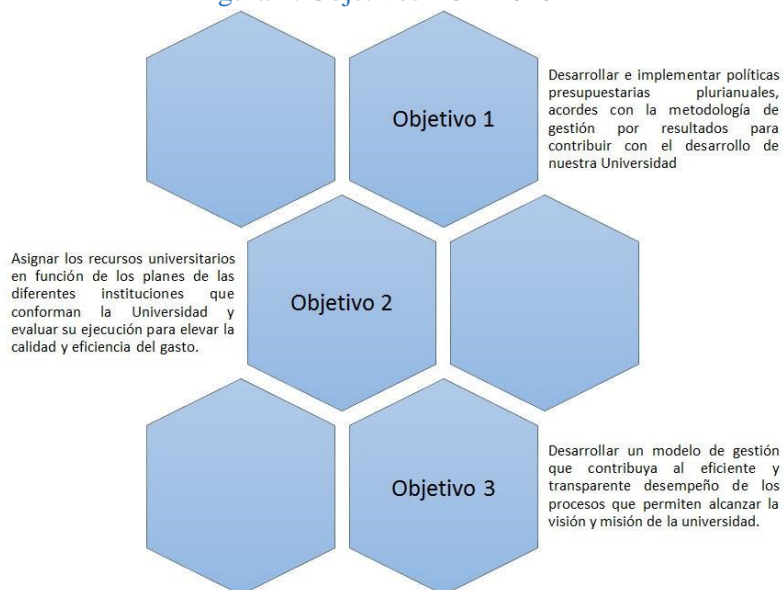 Objetivo 1
Desarrollar e implementar políticas
presupuestarias plurianuales,
acordes con la metodología de
gestión por resultados para
contribuir con el desarrollo de
nuestra Universidad
Asignar los recursos universitarios
en función de los planes de las
diferentes instituciones que
conforman la Universidad y
evaluar su ejecución para elevar la
calidad y eficiencia del gasto.
Objetivo 2
Objetivo 3
Desarrollar un modelo de gestión
que contribuya al eficiente y
transparente desempeño de los
procesos que permiten alcanzar la
visión y misión de la universidad.